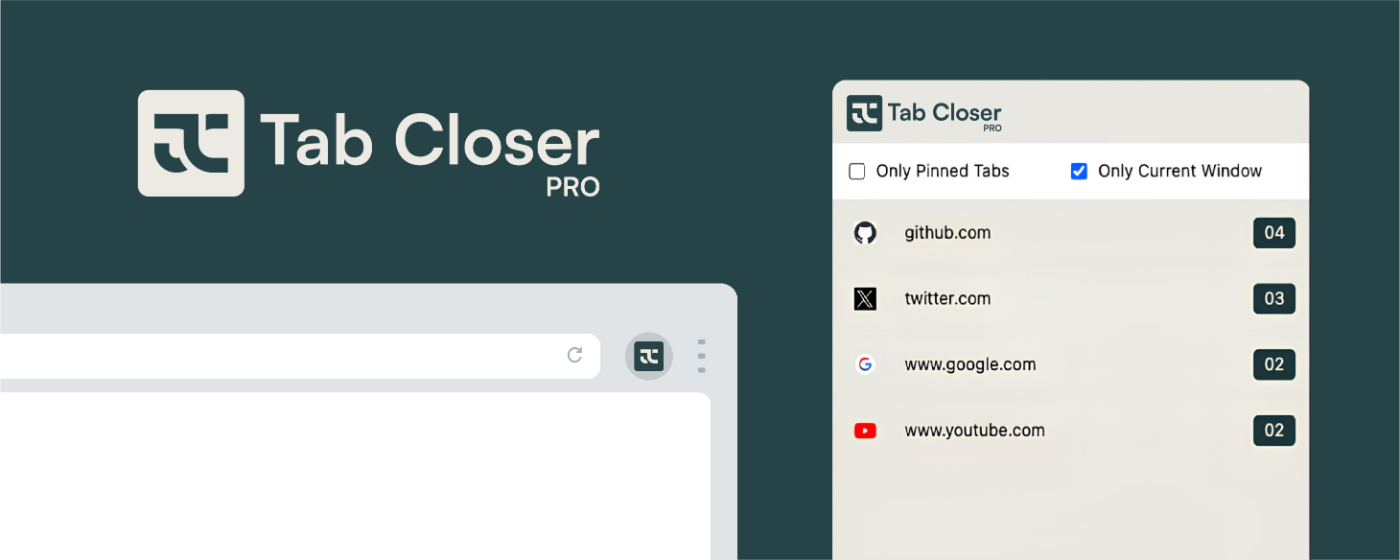 Tab Closer
PRO
Tab Closer
PRO
Only Pinned Tabs Only Current Window
github.com 04
twitter.com 03
www.google.com 02
www.youtube.com 02